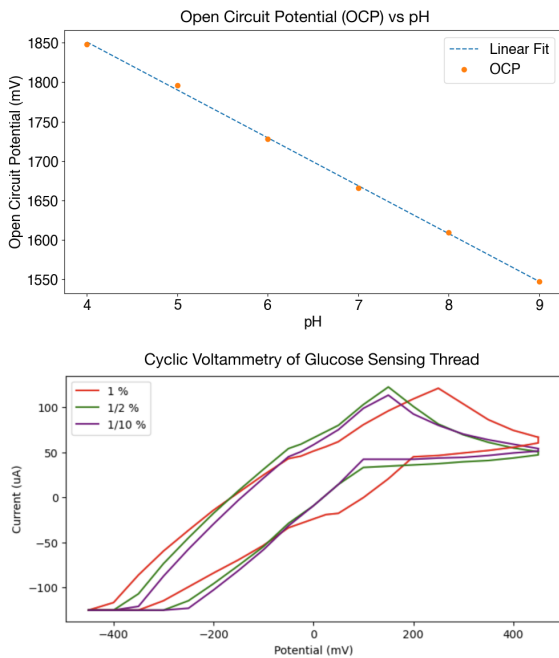 Open Circuit Potential (OCP) vs pH
1850
1800
1750
1700
1650
1600
1550
Open Circuit Potential (mV)
Linear Fit
OCP
4 5 6 7 8 9
pH
Cyclic Voltammetry of Glucose Sensing Thread
1 %
1/2 %
1/10 %
100
50
0
−50
−100
Current (uA)
−400 −200 0 200 400
Potential (mV)